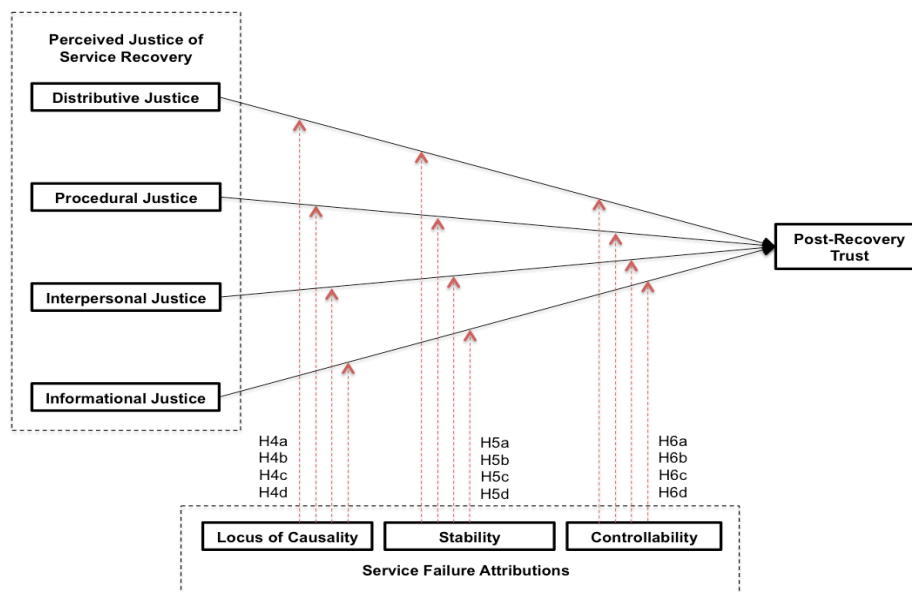 Perceived Justice of
Service Recovery
Distributive Justice
Procedural Justice
Interpersonal Justice
Informational Justice
Post-Recovery
Trust
H4a
H4b
H4c
H4d
H5a
H5b
H5c
H5d
H6a
H6b
H6c
H6d
Locus of Causality
Stability
Controllability
Service Failure Attributions